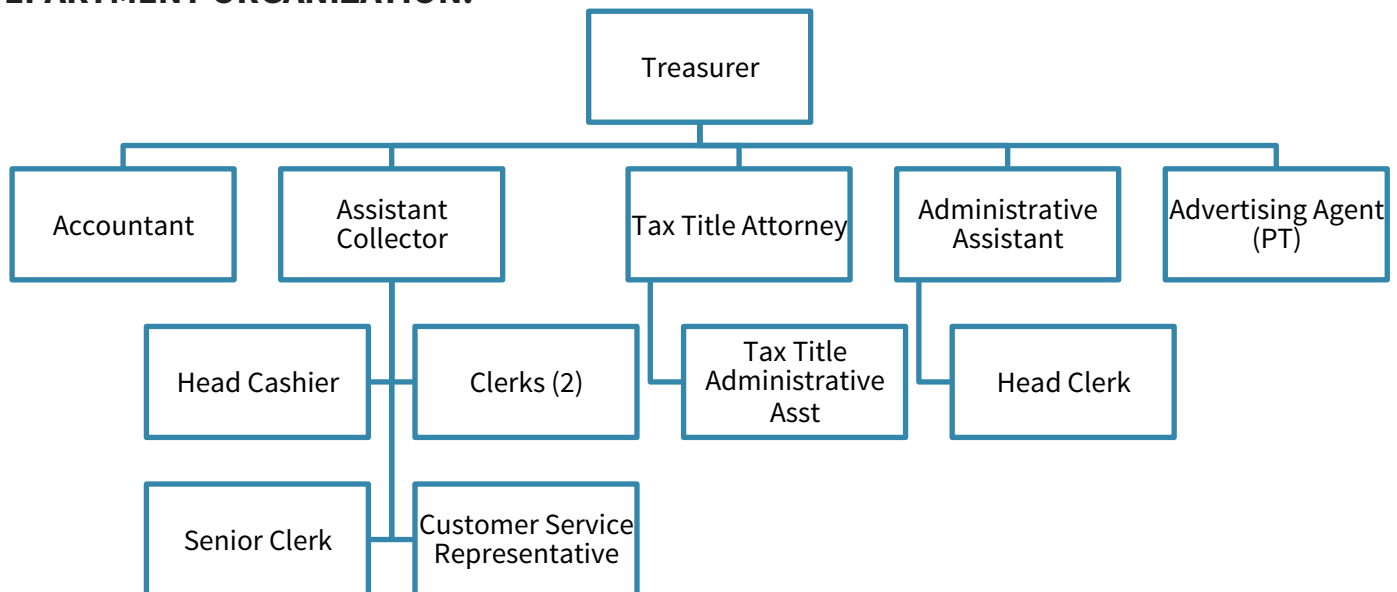 Treasurer
Accountant
Assistant
Collector
Tax Title Attorney
Administrative
Assistant
Advertising Agent
(PT)
Head Cashier
Clerks (2)
Tax Title
Administrative
Asst
Head Clerk
Senior Clerk
Customer Service
Representative